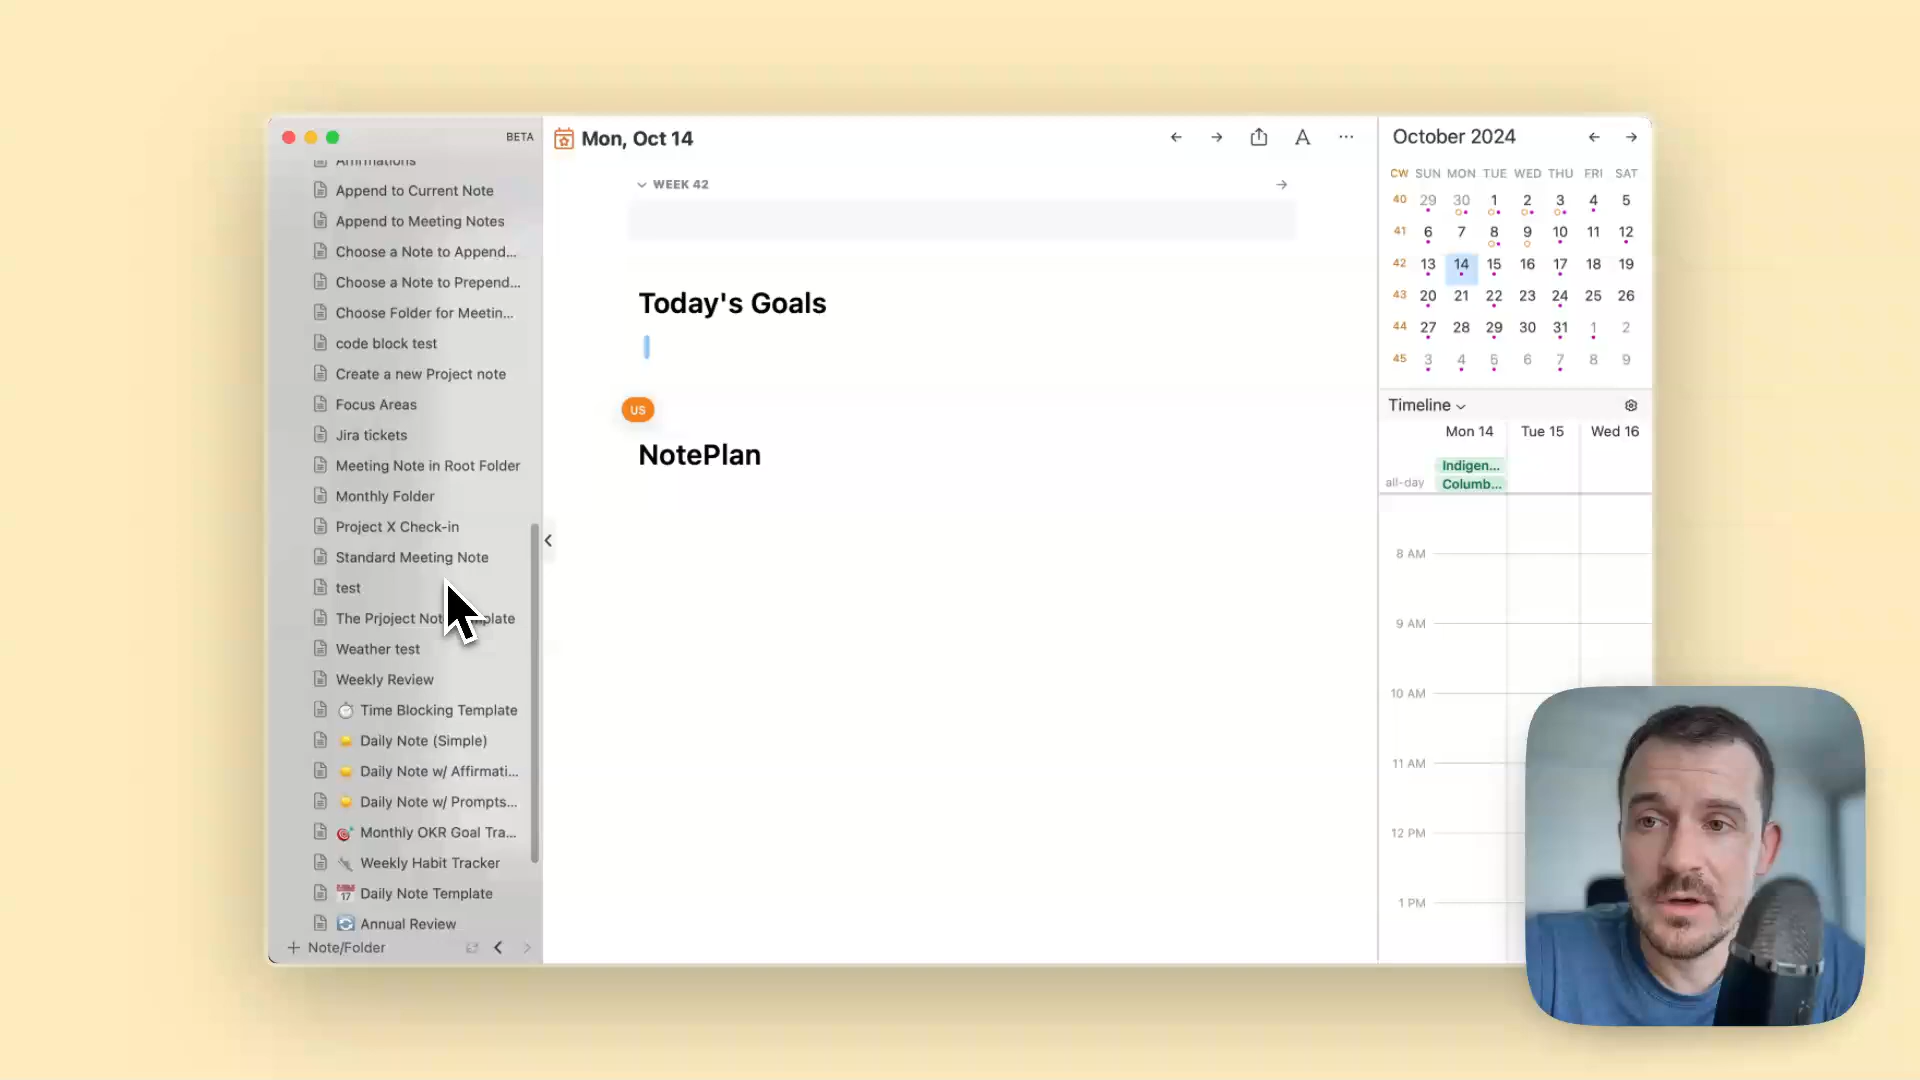 BETA
Affirmations
Append to Current Note
Append to Meeting Notes
Choose a Note to Append...
Choose a Note to Prepend...
Choose Folder for Meetin...
code block test
Create a new Project note
Focus Areas
Jira tickets
Meeting Note in Root Folder
Monthly Folder
Project X Check-in
Standard Meeting Note
test
The Prjoject Not plate
Weather test
Weekly Review
Time Blocking Template
Daily Note (Simple)
Daily Note w/ Affirmati...
Daily Note w/ Prompts...
Monthly OKR Goal Tra...
Weekly Habit Tracker
17 Daily Note Template
Annual Review
Note/Folder
Mon, Oct 14
WEEK 42
Today's Goals
US
NotePlan
October 2024
CW SUN MON TUE WED THU FRI SAT
40 29 30 1 2 3 4 5
41 6 7 8 9 10 11 12
42 13 14 15 16 17 18 19
43 20 21 22 23 24 25 26
44 27 28 29 30 31 1 2
45 3 4 5 6 7 8 9
Timeline
Mon 14 Tue 15 Wed 16
Indigen...
all-day Columb...
8 AM
9 AM
10 AM
11 AM
12 PM
1 PM